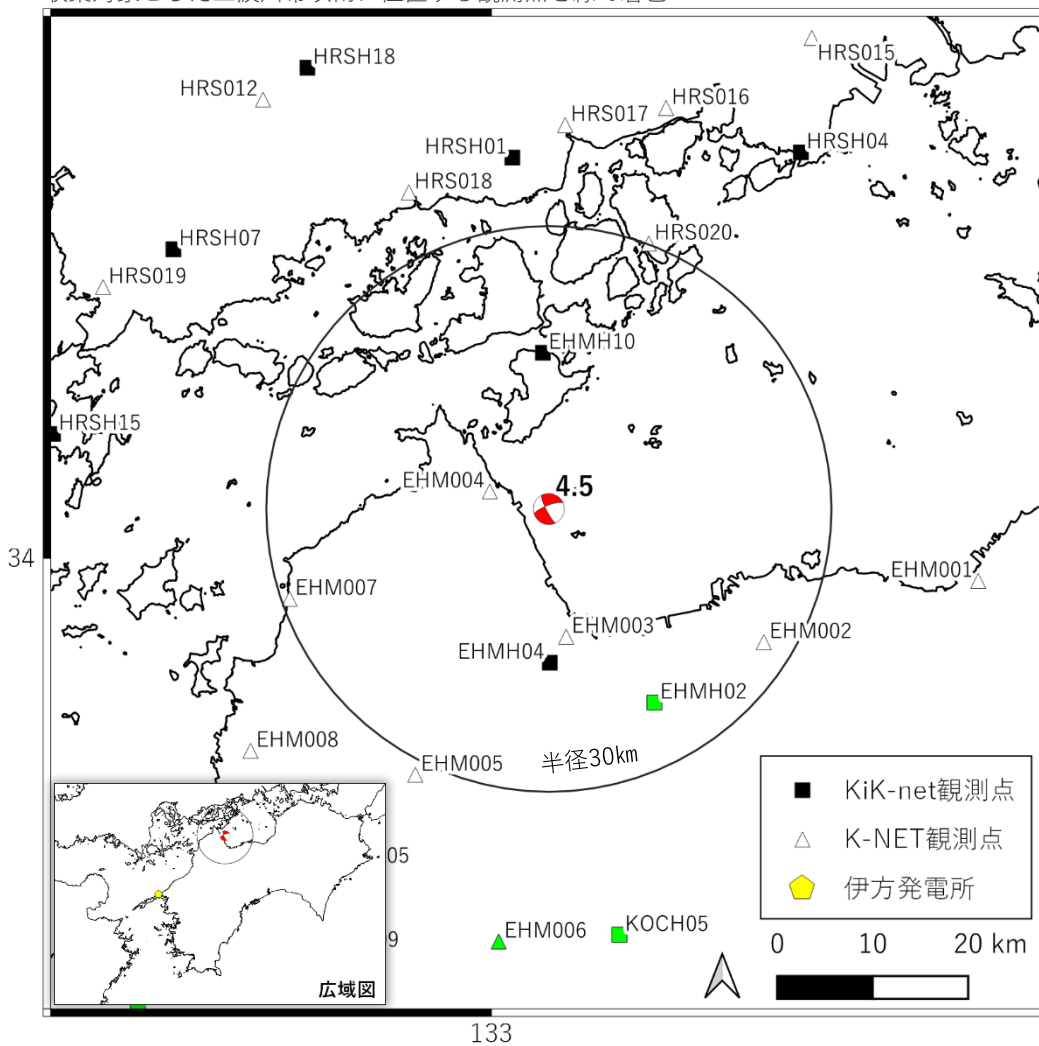 HRSH18
HRS015
HRS012
HRS016
HRS017
HRSH01
HRSH04
HRS018
HRS020
HRSH07
HRS019
EHMH10
HRSH15
EHM004
4.5
34
EHM001
EHM007
EHM003
EHM002
EHMH04
EHMH02
EHM008
EHM005
半径30km
KiK-net観測点
K-NET観測点
伊方発電所
05
EHM006
KOCH05
9
0 10 20 km
広域図
133